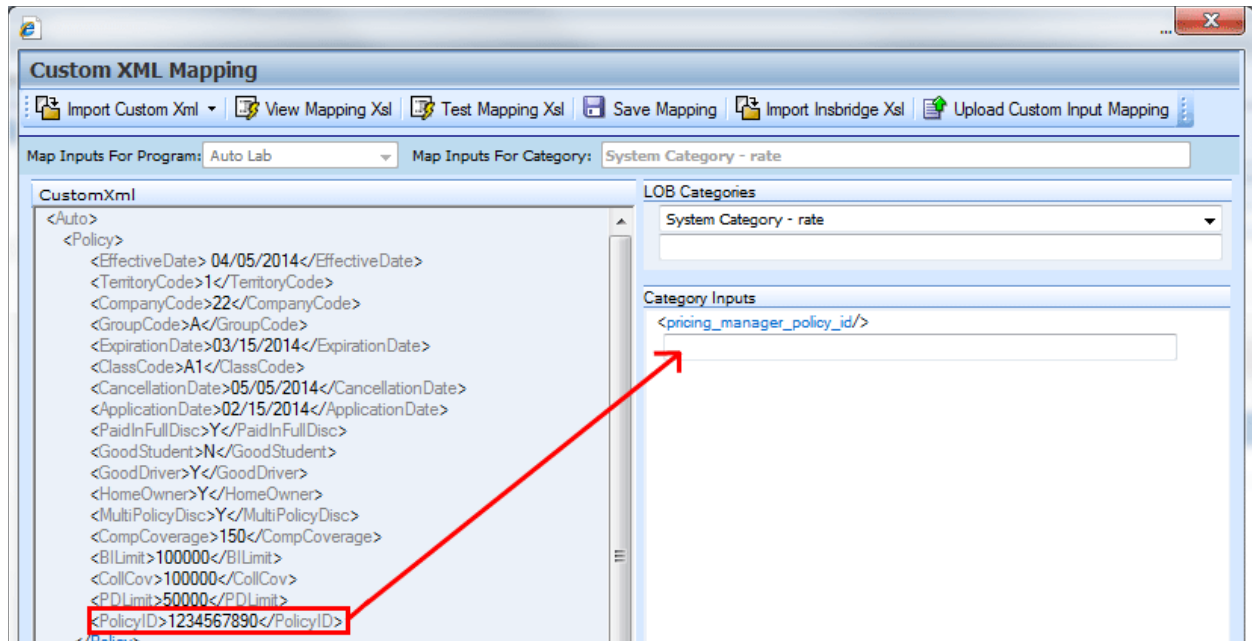 ...
Custom XML Mapping
Import Custom Xml View Mapping Xsl Test Mapping Xsl Save Mapping Import Insbridge Xsl Upload Custom Input Mapping
Map Inputs For Program: Auto Lab Map Inputs For Category: System Category - rate
CustomXml
<Auto>
<Policy>
<EffectiveDate> 04/05/2014</EffectiveDate>
<TerritoryCode>1</TerritoryCode>
<CompanyCode>22</CompanyCode>
<GroupCode>A</GroupCode>
<ExpirationDate>03/15/2014</ExpirationDate>
<ClassCode>A1</ClassCode>
<CancellationDate>05/05/2014</CancellationDate>
<ApplicationDate>02/15/2014</ApplicationDate>
<PaidInFullDisc>Y</PaidInFullDisc>
<GoodStudent>N</GoodStudent>
<GoodDriver>Y</GoodDriver>
<HomeOwner>Y</HomeOwner>
<MultiPolicyDisc>Y</MultiPolicyDisc>
<CompCoverage>150</CompCoverage>
<BILimit>100000</BILimit>
<CollCov>100000</CollCov>
<PDLimit>50000</PDLimit>
<PolicyID>1234567890</PolicyID>
</Policy>
LOB Categories
System Category - rate
Category Inputs
<pricing_manager_policy_id/>